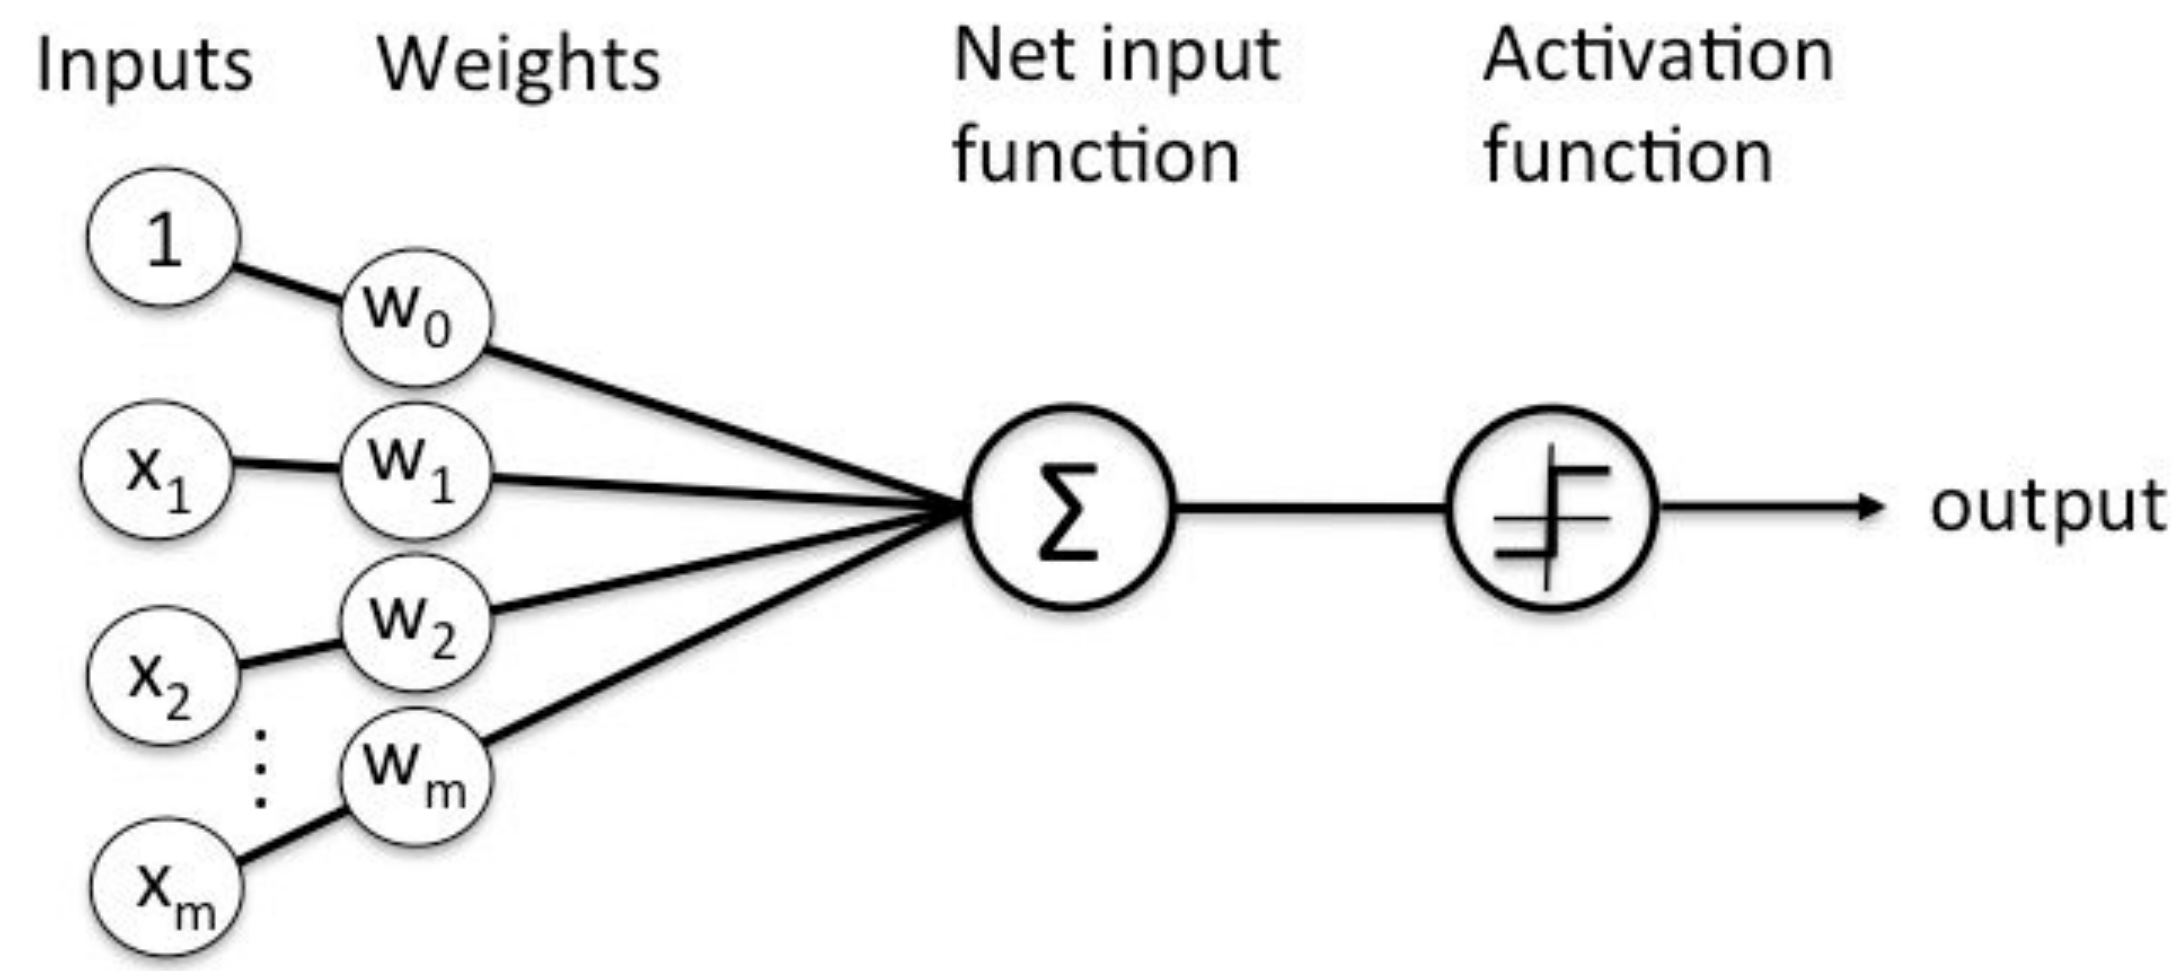 Inputs
Weights
Net input
function
Activation
function
1
w0
x1
w1
x2
w2
⋮
xm
wm
Σ
output